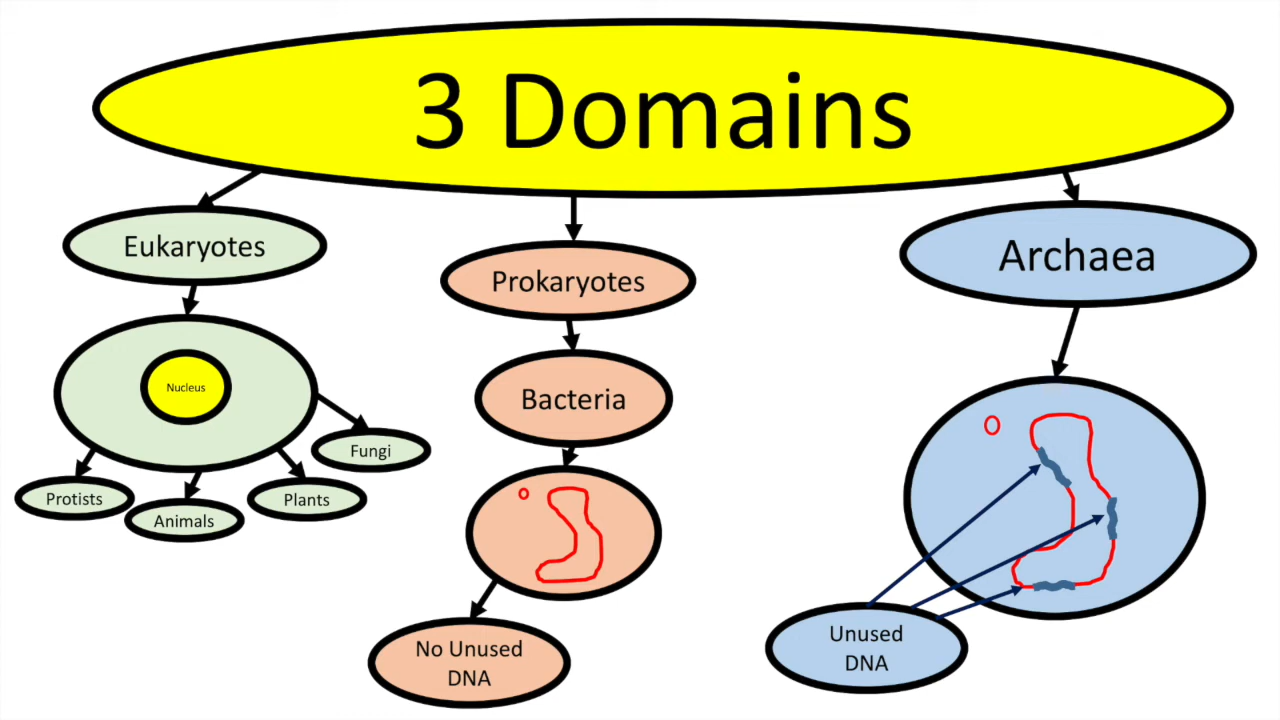 3 Domains
Eukaryotes
Prokaryotes
Archaea
Nucleus
Bacteria
Fungi
Protists
Animals
Plants
No Unused
DNA
Unused
DNA